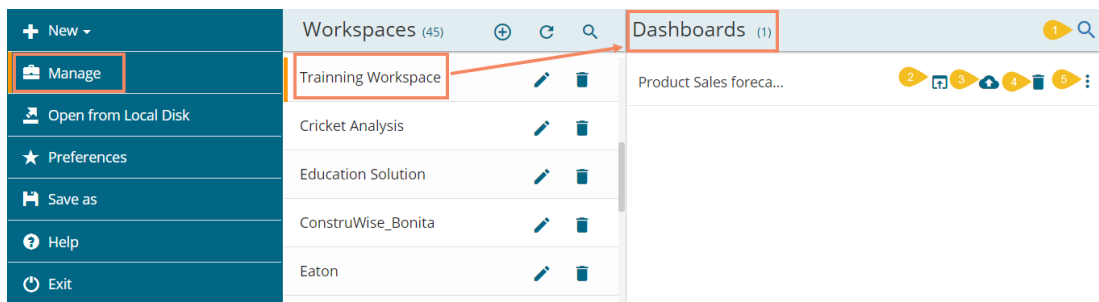 New
Manage
Open from Local Disk
Preferences
Save as
Help
Exit
Workspaces (45)
Trainning Workspace
Cricket Analysis
Education Solution
ConstruWise_Bonita
Eaton
Dashboards (1)
1
Product Sales foreca...
2
3
4
5